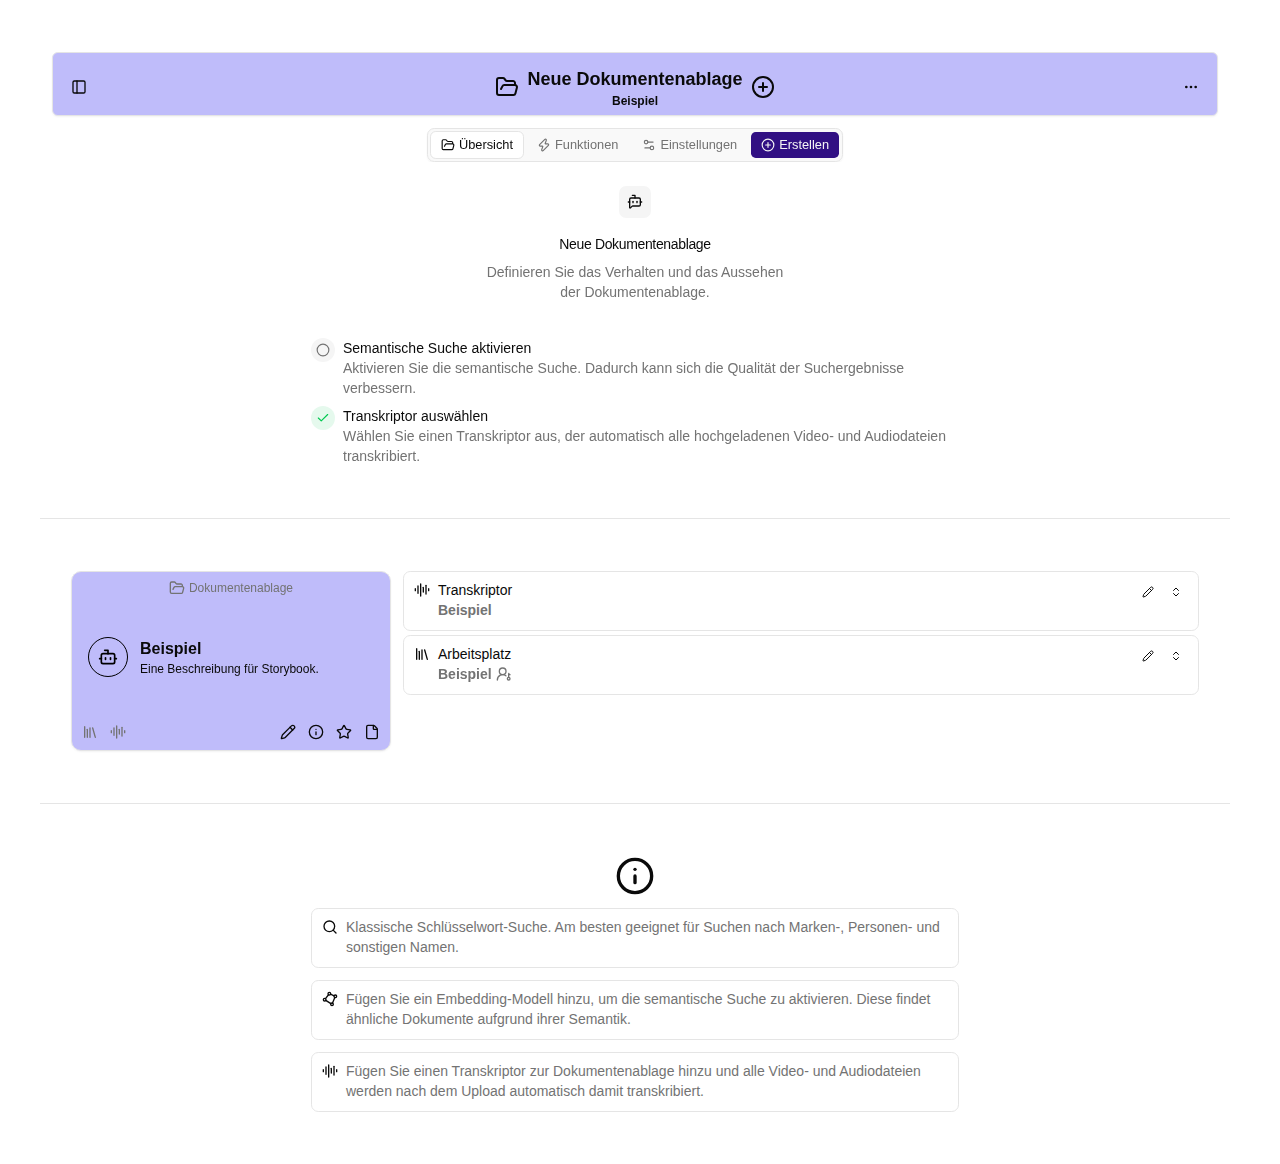 Neue Dokumentenablage
Beispiel
Übersicht
Funktionen
Einstellungen
Erstellen
Neue Dokumentenablage
Definieren Sie das Verhalten und das Aussehen
der Dokumentenablage.
Semantische Suche aktivieren
Aktivieren Sie die semantische Suche. Dadurch kann sich die Qualität der Suchergebnisse
verbessern.
Transkriptor auswählen
Wählen Sie einen Transkriptor aus, der automatisch alle hochgeladenen Video- und Audiodateien
transkribiert.
Dokumentenablage
Beispiel
Eine Beschreibung für Storybook.
Transkriptor
Beispiel
Arbeitsplatz
Beispiel
Klassische Schlüsselwort-Suche. Am besten geeignet für Suchen nach Marken-, Personen- und
sonstigen Namen.
Fügen Sie ein Embedding-Modell hinzu, um die semantische Suche zu aktivieren. Diese findet
ähnliche Dokumente aufgrund ihrer Semantik.
Fügen Sie einen Transkriptor zur Dokumentenablage hinzu und alle Video- und Audiodateien
werden nach dem Upload automatisch damit transkribiert.